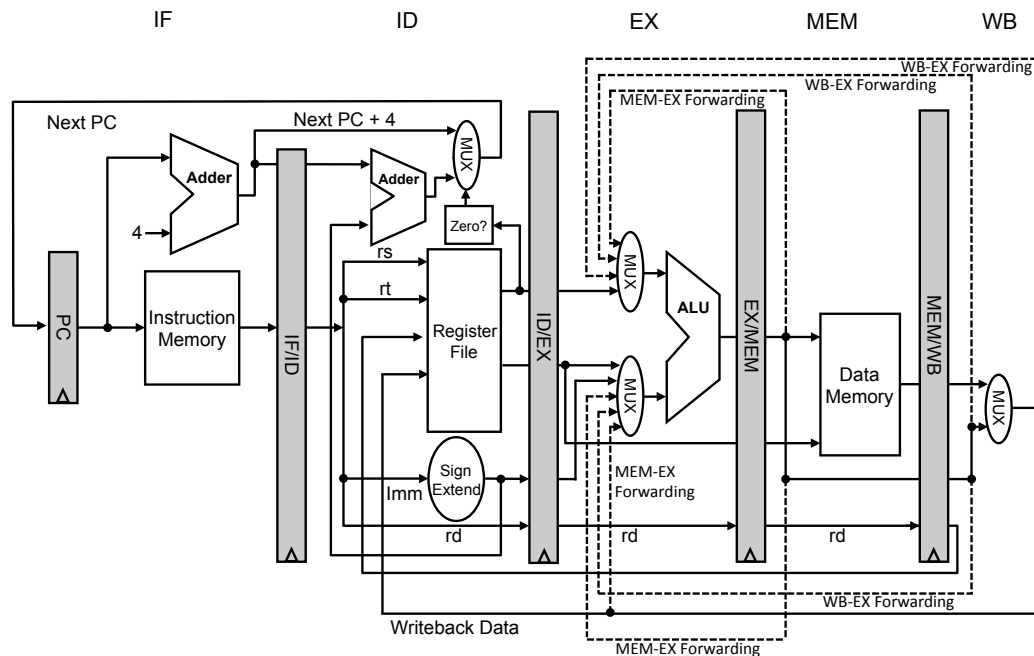 IF
ID
EX
MEM
WB
WB-EX Forwarding
WB-EX Forwarding
MEM-EX Forwarding
Next PC
Next PC + 4
MUX
Adder
Adder
4
Zero?
rs
rt
PC
Instruction
Memory
IF/ID
Register
File
ID/EX
MUX
ALU
MUX
EX/MEM
Data
Memory
MEM/WB
MUX
Sign
Extend
Imm
MEM-EX
Forwarding
rd
rd
rd
WB-EX Forwarding
Writeback Data
MEM-EX Forwarding